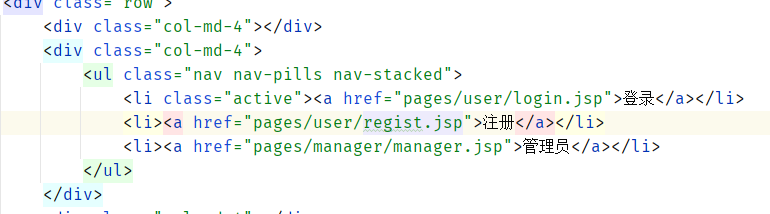 <div class="row">
<div class="col-md-4"></div>
<div class="col-md-4">
<ul class="nav nav-pills nav-stacked">
<li class="active"><a href="pages/user/login.jsp">登录</a></li>
<li><a href="pages/user/regist.jsp">注册</a></li>
<li><a href="pages/manager/manager.jsp">管理员</a></li>
</ul>
</div>